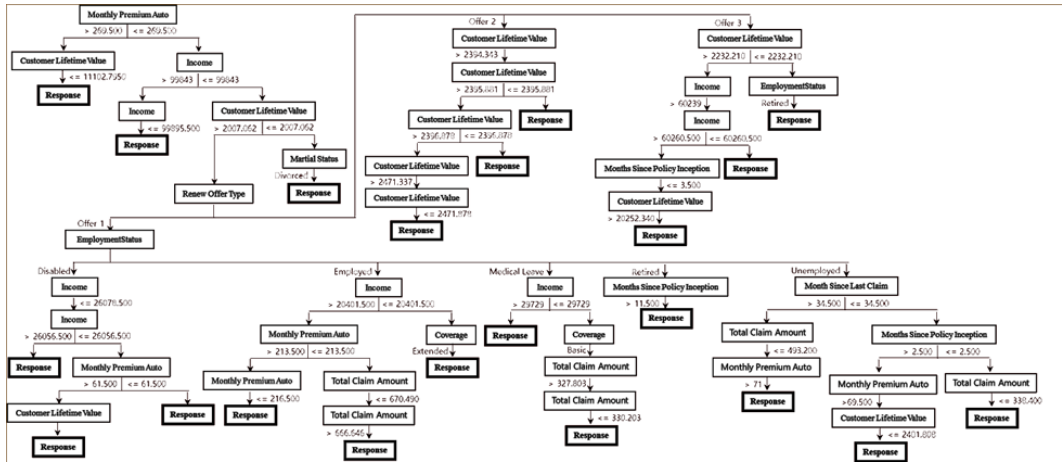 Monthly Premium Auto
> 269.500 <= 269.500
Customer Lifetime Value
<= 11102.7950
Response
Income
> 99843 <= 99843
Income
<= 99895.500
Response
Customer Lifetime Value
> 2007.062 <= 2007.062
Martial Status
Divorced
Response
Renew Offer Type
Offer 2
Customer Lifetime Value
> 2394.343
Customer Lifetime Value
> 2395.881 <= 2395.881
Customer Lifetime Value
Response
> 2396.878 <= 2396.878
Customer Lifetime Value
Response
> 2471.337
Customer Lifetime Value
<= 2471.878
Response
Offer 3
Customer Lifetime Value
> 2232.210 <= 2232.210
Income
EmploymentStatus
> 60239
Retired
Income
Response
> 60260.500 <= 60260.500
Months Since Policy Inception
Response
<= 3.500
Customer Lifetime Value
> 20252.340
Response
Offer 1
EmploymentStatus
Disabled
Income
<= 26078.500
Income
> 26056.500 <= 26056.500
Response
Monthly Premium Auto
> 61.500 <= 61.500
Customer Lifetime Value
Response
Response
Employed
Income
> 20401.500 <= 20401.500
Monthly Premium Auto
Coverage
> 213.500 <= 213.500
Extended
Response
Monthly Premium Auto
Total Claim Amount
<= 216.500
<= 670.490
Response
Total Claim Amount
> 666.646
Response
Medical Leave
Income
> 29729 <= 29729
Response
Coverage
Basic
Total Claim Amount
> 327.803
Total Claim Amount
<= 330.203
Response
Retired
Months Since Policy Inception
> 11.500
Response
Unemployed
Month Since Last Claim
> 34.500 <= 34.500
Total Claim Amount
Months Since Policy Inception
<= 493.200
> 2.500 <= 2.500
Monthly Premium Auto
> 71
Response
Monthly Premium Auto
Total Claim Amount
>69.500
<= 338.400
Customer Lifetime Value
Response
<= 2401.808
Response